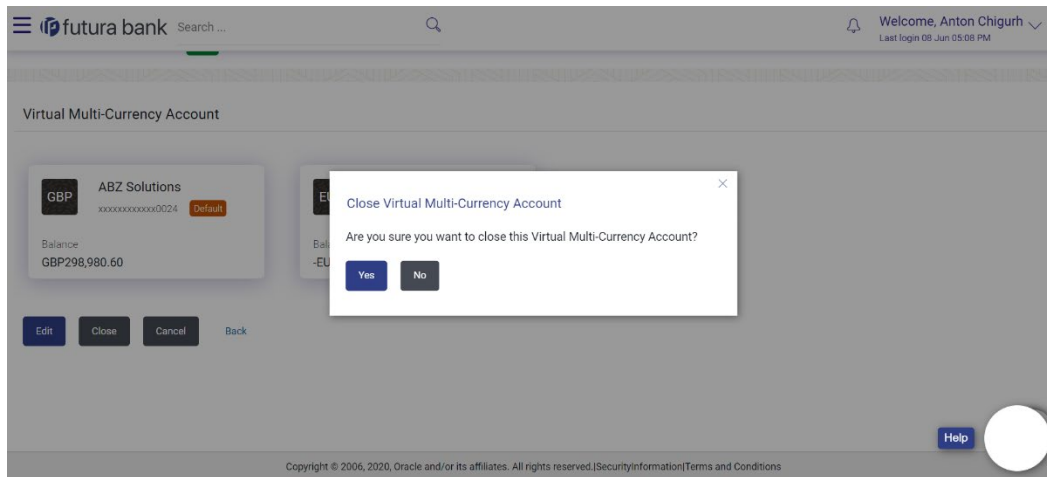 futura bank Search ...
Welcome, Anton Chigurh
Last login 08 Jun 05:08 PM
Virtual Multi-Currency Account
GBP
ABZ Solutions
xxxxxxxxxxxx0024 Default
Balance
GBP298,980.60
Close Virtual Multi-Currency Account
Are you sure you want to close this Virtual Multi-Currency Account?
Yes No
Edit Close Cancel Back
Help
Copyright © 2006, 2020, Oracle and/or its affiliates. All rights reserved.|SecurityInformation|Terms and Conditions